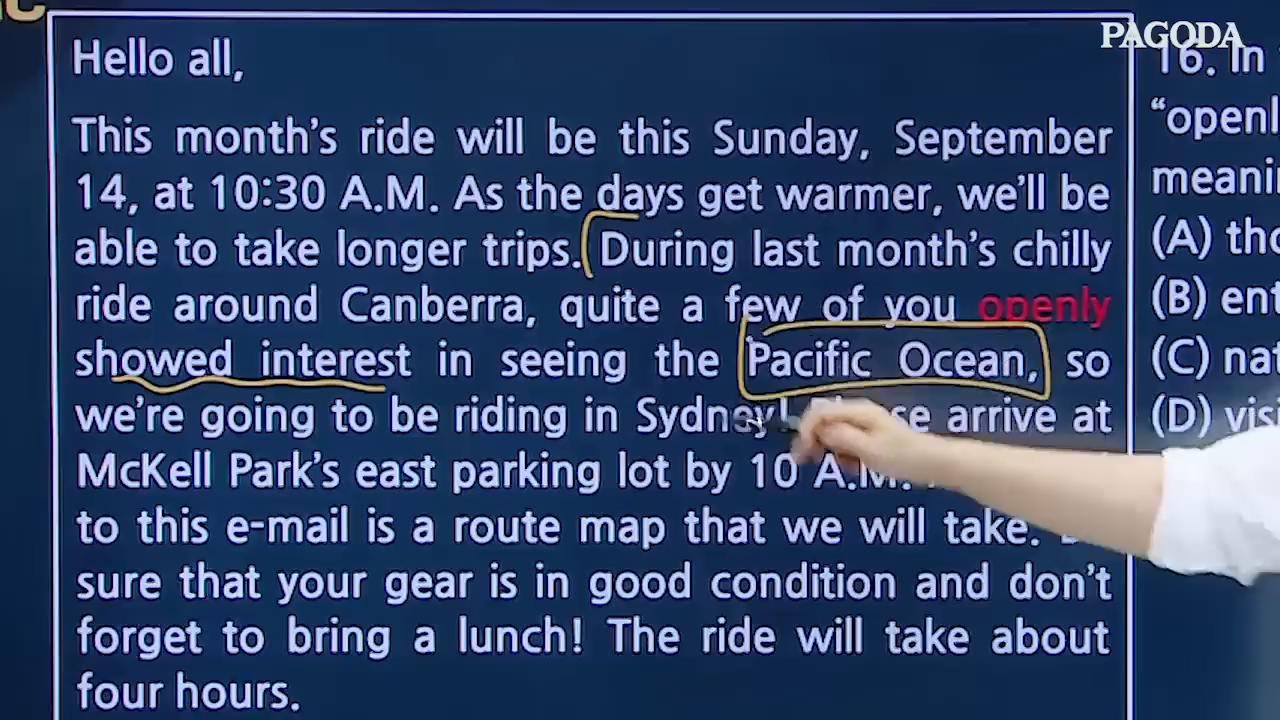 PAGODA
Hello all,
This month's ride will be this Sunday, September
14, at 10:30 A.M. As the days get warmer, we'll be
able to take longer trips. During last month's chilly
ride around Canberra, quite a few of you openly
showed interest in seeing the Pacific Ocean, so
we're going to be riding in Sydney! arrive at
McKell Park's east parking lot by 10 A.M.
to this e-mail is a route map that we will take.
sure that your gear is in good condition and don't
forget to bring a lunch! The ride will take about
four hours.
16. In
"openl
meani
(A) tho
(B) ent
(C) nat
(D) visi